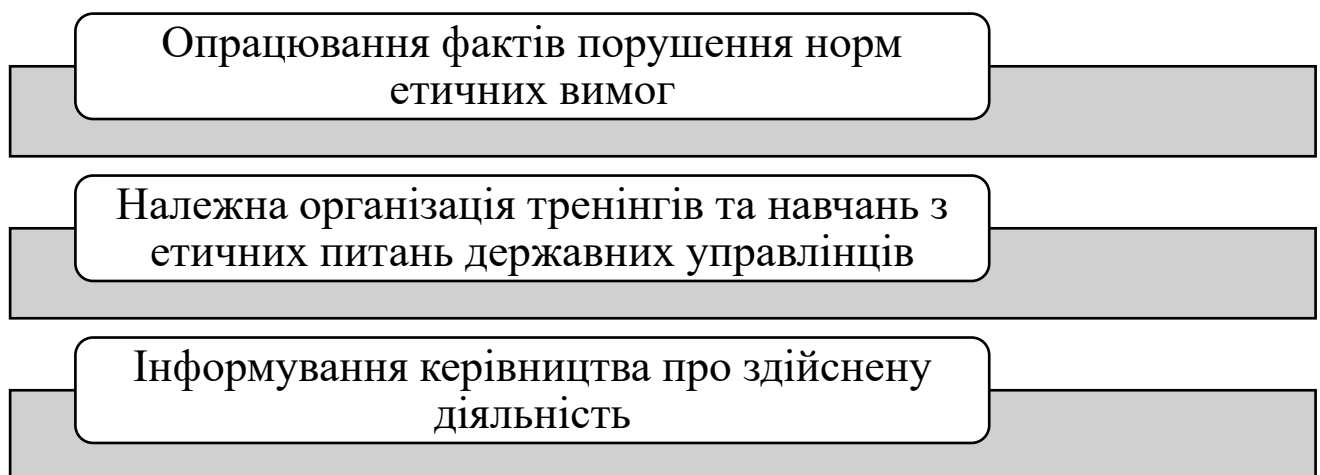 Опрацювання фактів порушення норм
етичних вимог
Належна організація тренінгів та навчань з
етичних питань державних управлінців
Інформування керівництва про здійснену
діяльність